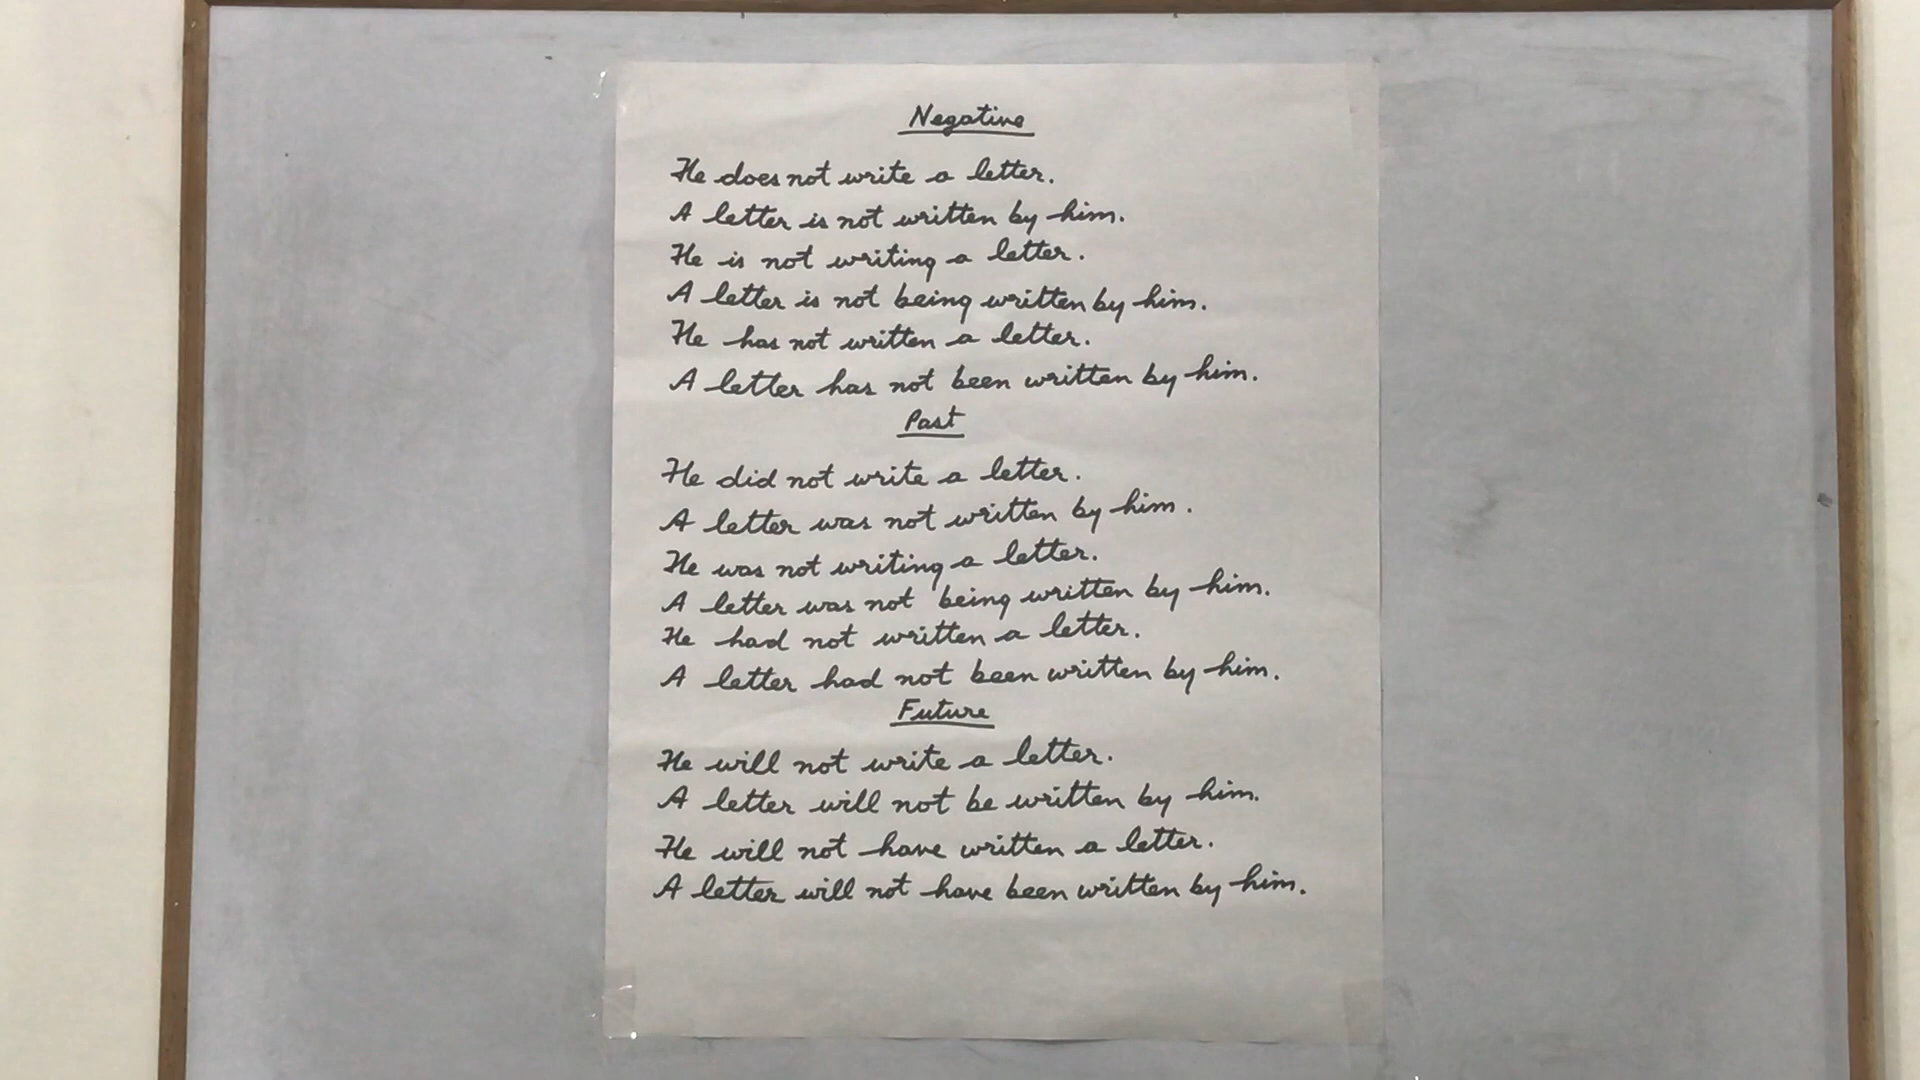 Negative
He does not write a letter.
A letter is not written by him.
He is not writing a letter.
A letter is not being written by him.
He has not written a letter.
A letter has not been written by him.
Past
He did not write a letter.
A letter was not written by him.
He was not writing a letter.
A letter was not being written by him.
He had not written a letter.
A letter had not been written by him.
Future
He will not write a letter.
A letter will not be written by him.
He will not have written a letter.
A letter will not have been written by him.